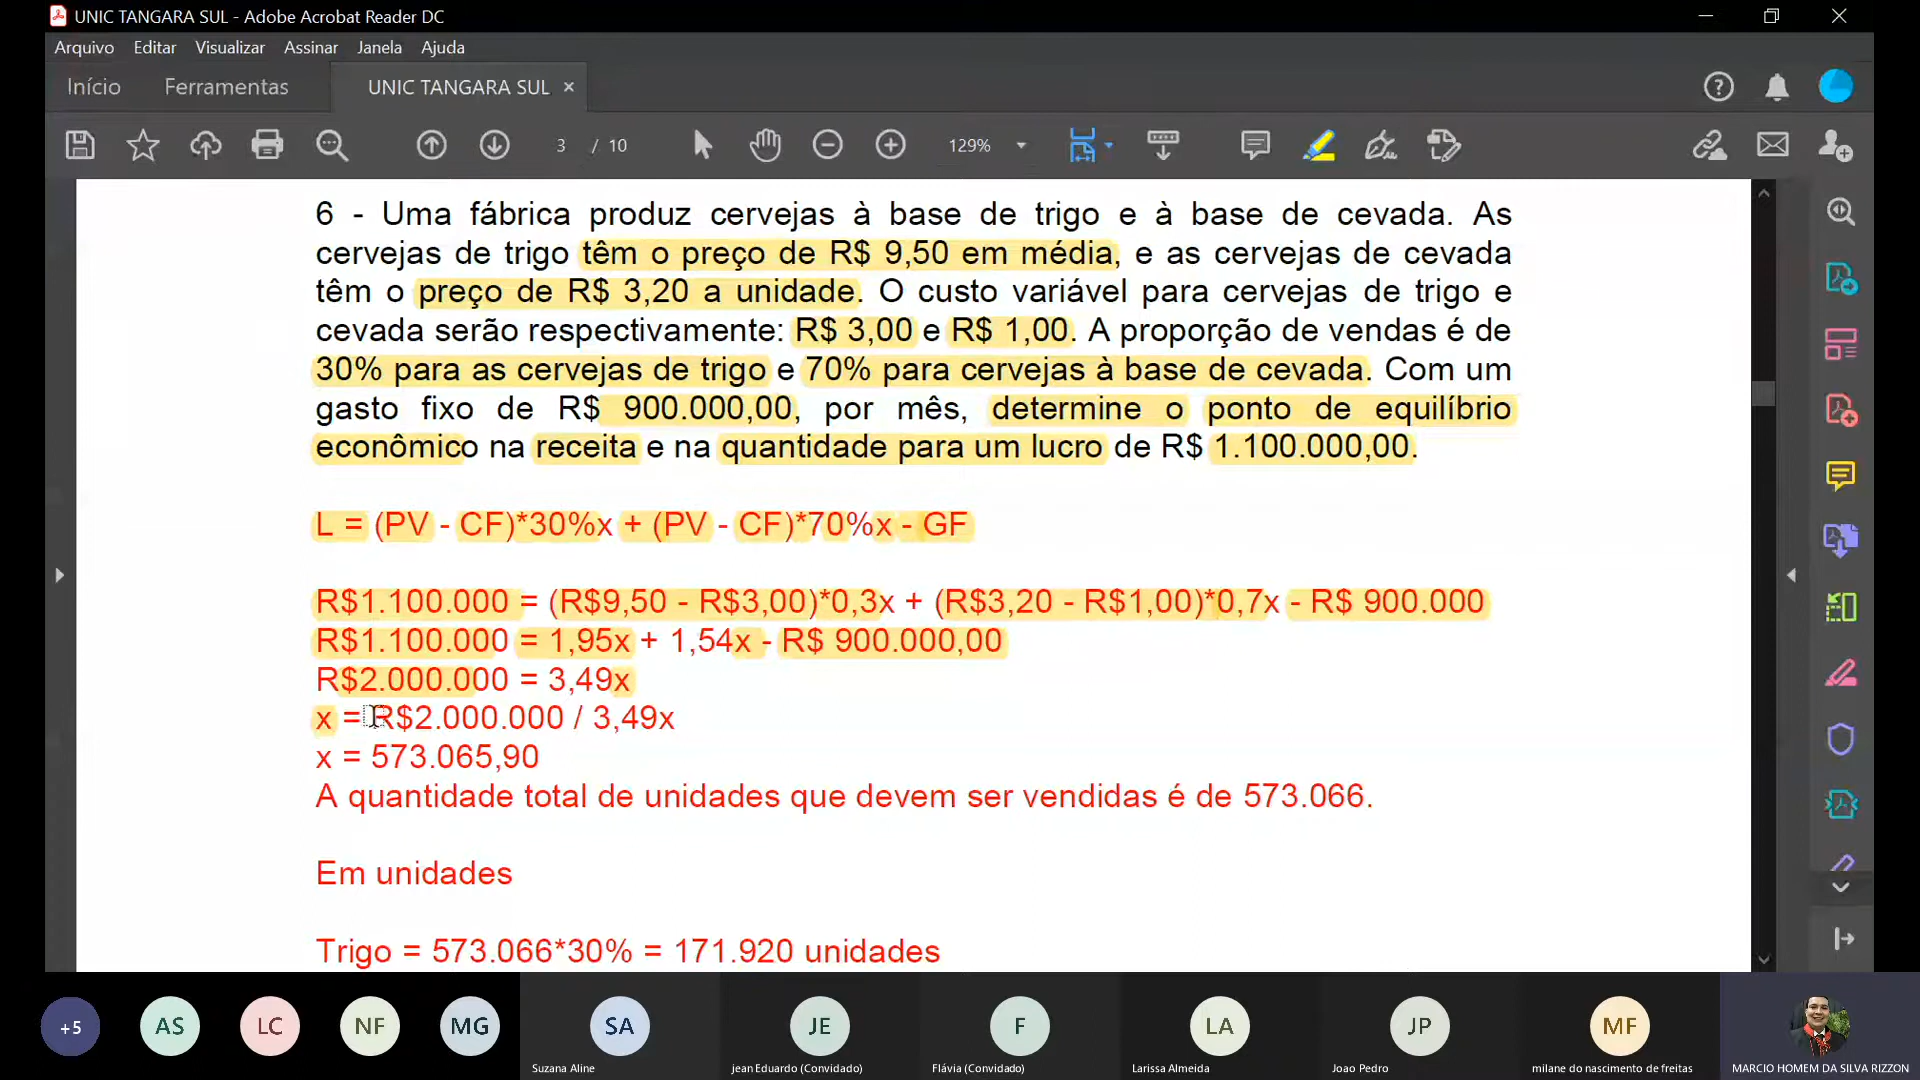 UNIC TANGARA SUL - Adobe Acrobat Reader DC
Arquivo Editar Visualizar Assinar Janela Ajuda
Início Ferramentas UNIC TANGARA SUL ×
3 / 10 129%
6 - Uma fábrica produz cervejas à base de trigo e à base de cevada. As
cervejas de trigo têm o preço de R$ 9,50 em média, e as cervejas de cevada
têm o preço de R$ 3,20 a unidade. O custo variável para cervejas de trigo e
cevada serão respectivamente: R$ 3,00 e R$ 1,00. A proporção de vendas é de
30% para as cervejas de trigo e 70% para cervejas à base de cevada. Com um
gasto fixo de R$ 900.000,00, por mês, determine o ponto de equilíbrio
econômico na receita e na quantidade para um lucro de R$ 1.100.000,00.
L = (PV - CF)*30%x + (PV - CF)*70%x - GF
R$1.100.000 = (R$9,50 - R$3,00)*0,3x + (R$3,20 - R$1,00)*0,7x - R$ 900.000
R$1.100.000 = 1,95x + 1,54x - R$ 900.000,00
R$2.000.000 = 3,49x
x = R$2.000.000 / 3,49x
x = 573.065,90
A quantidade total de unidades que devem ser vendidas é de 573.066.
Em unidades
Trigo = 573.066*30% = 171.920 unidades
+5 AS LC NF MG SA JE F LA JP MF
Suzana Aline jean Eduardo (Convidado) Flávia (Convidado) Larissa Almeida Joao Pedro milane do nascimento de freitas MARCIO HOMEM DA SILVA RIZZON